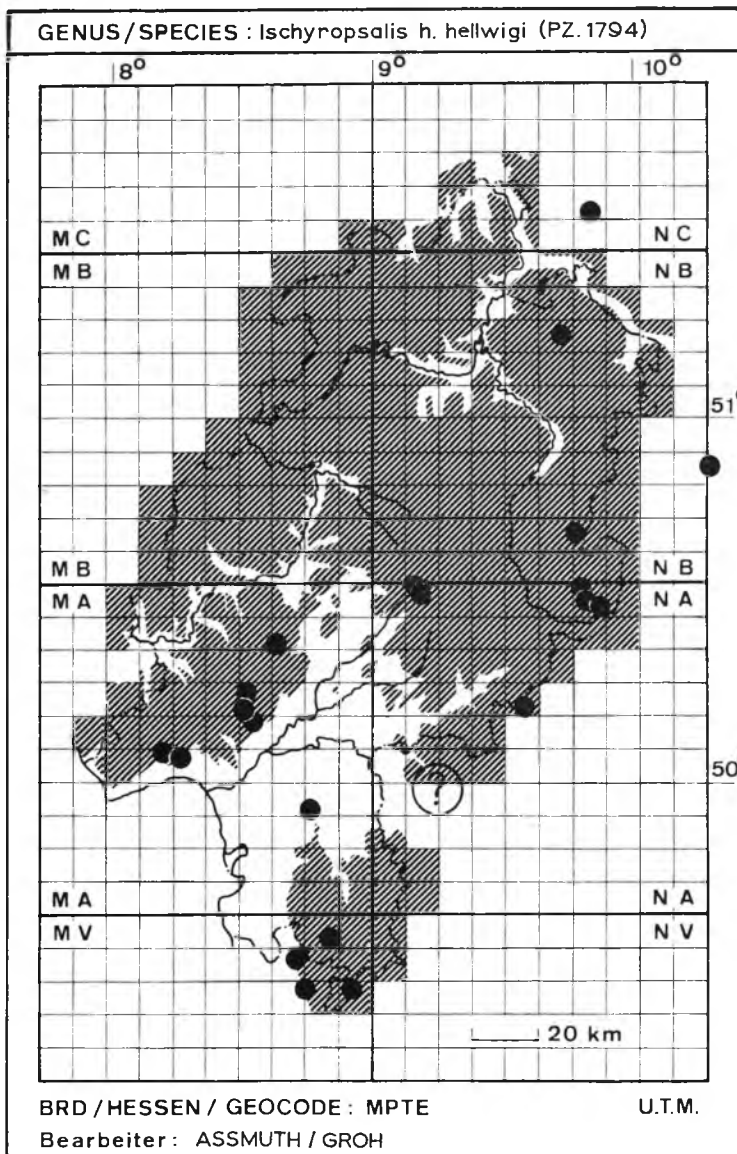 GENUS/SPECIES : Ischyropsalis h. hellwigi (PZ. 1794)
8° 9° 10°
MC NC
MB NB
51°
MB NB
MA NA
50
?
MA NA
MV NV
20 km
BRD / HESSEN / GEOCODE : MPTE U.T.M.
Bearbeiter : ASSMUTH / GROH